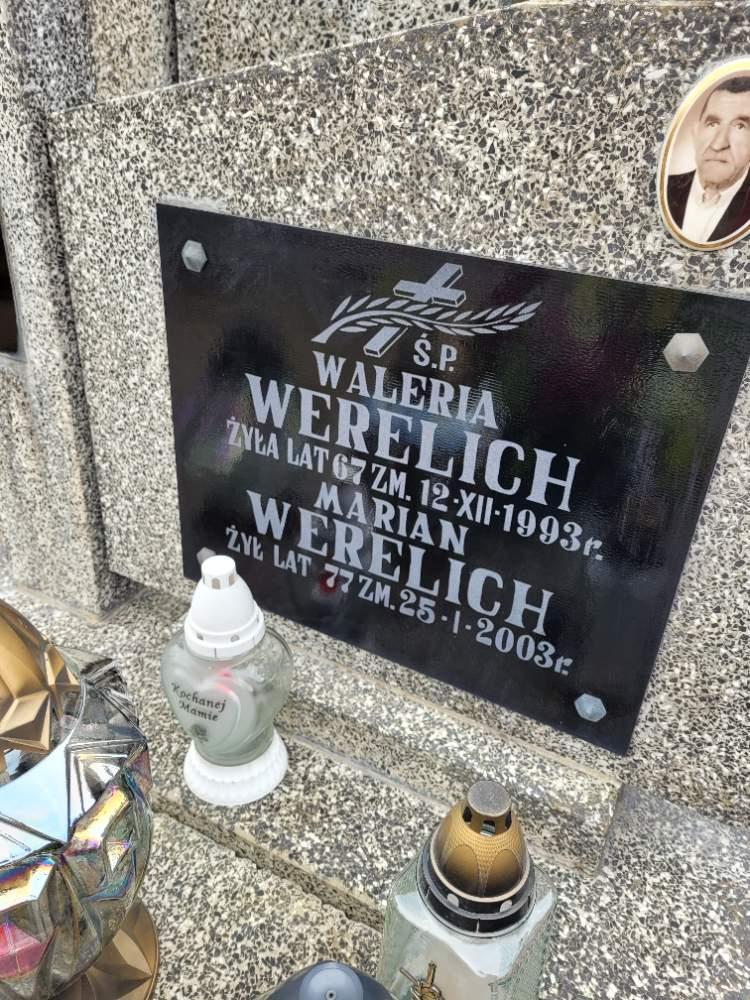 Ś.P.
WALERIA
WERELICH
ŻYŁA LAT 67 ZM. 12-XII-1993r.
MARIAN
WERELICH
ŻYŁ LAT 77 ZM. 25-I-2003r.
Kochanej
Mamie